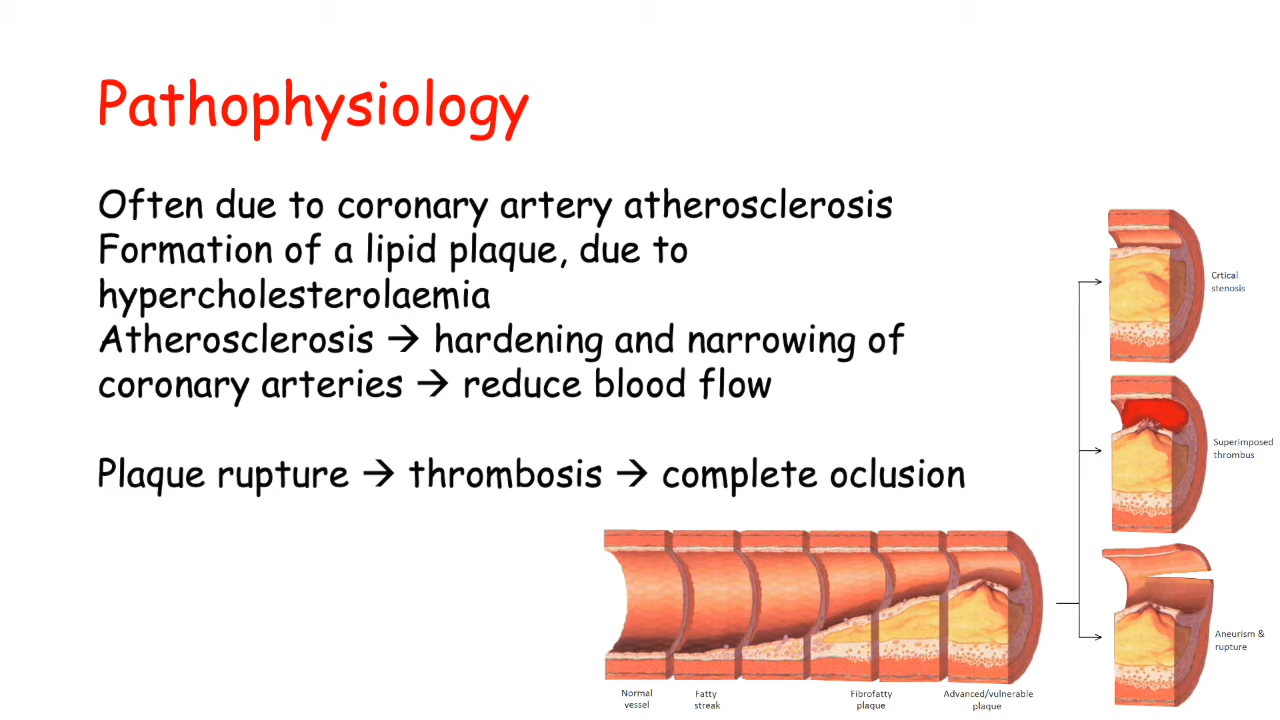 Pathophysiology
Often due to coronary artery atherosclerosis
Formation of a lipid plaque, due to
hypercholesterolaemia
Atherosclerosis → hardening and narrowing of
coronary arteries → reduce blood flow
Plaque rupture → thrombosis → complete oclusion
Crtical
stenosis
Superimposed
thrombus
Aneurism &
rupture
Normal
vessel
Fatty
streak
Fibrofatty
plaque
Advanced/vulnerable
plaque